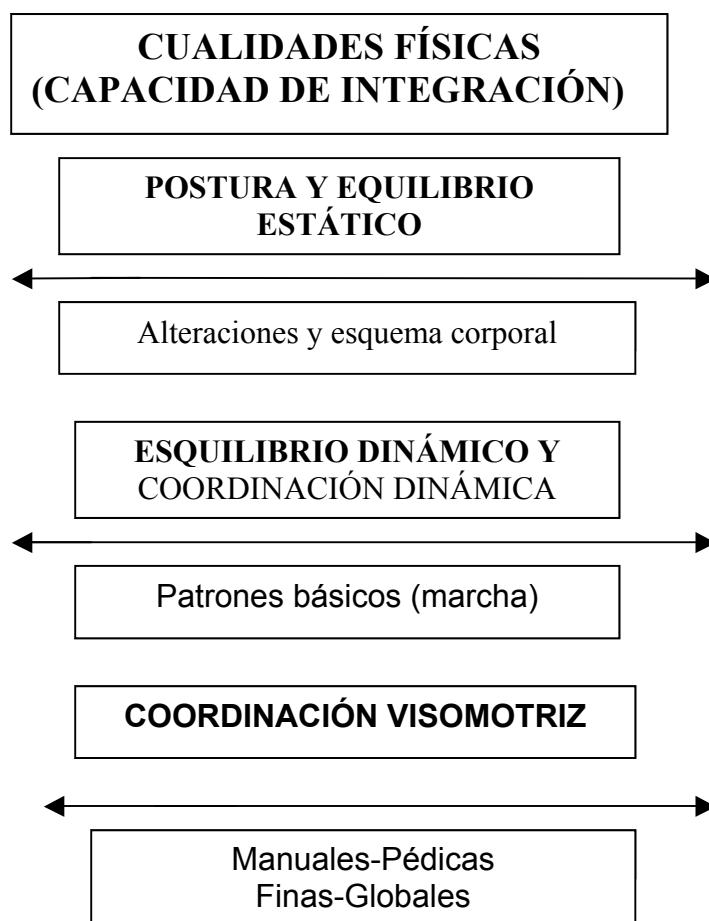 CUALIDADES FÍSICAS
(CAPACIDAD DE INTEGRACIÓN)
POSTURA Y EQUILIBRIO
ESTÁTICO
Alteraciones y esquema corporal
ESQUILIBRIO DINÁMICO Y
COORDINACIÓN DINÁMICA
Patrones básicos (marcha)
COORDINACIÓN VISOMOTRIZ
Manuales-Pédicas
Finas-Globales